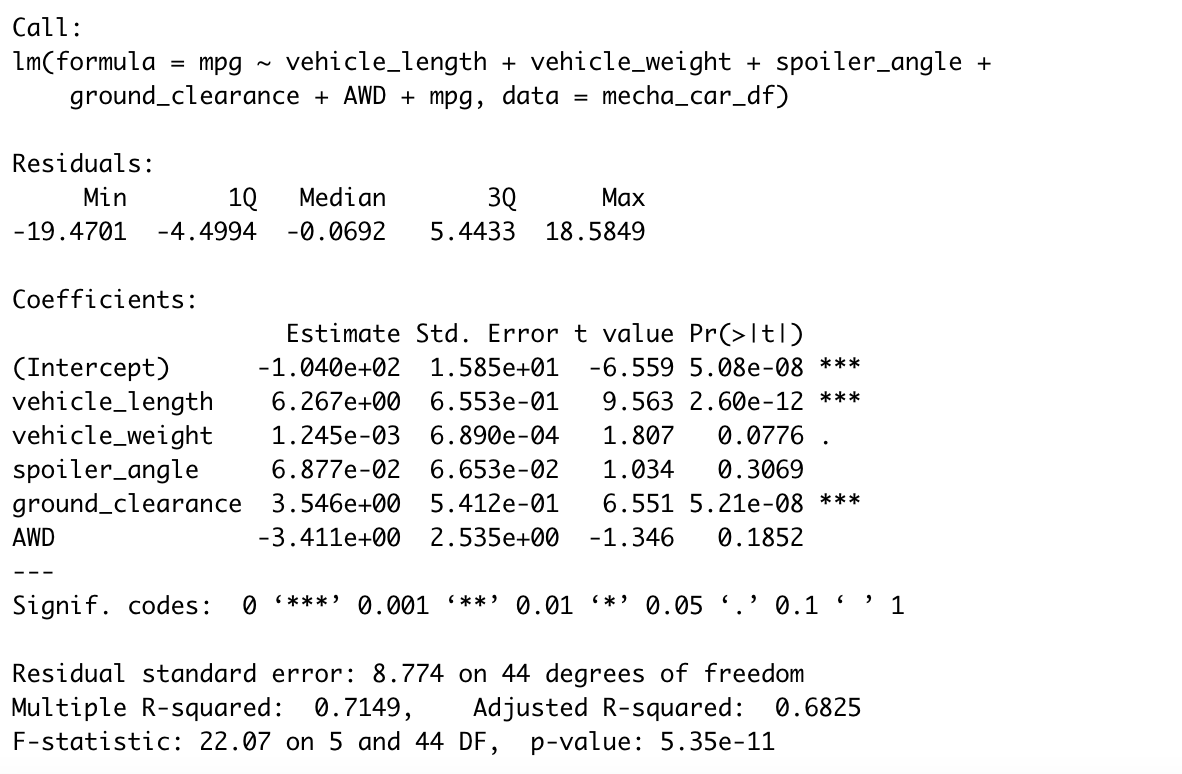 Call:
lm(formula = mpg ~ vehicle_length + vehicle_weight + spoiler_angle +
    ground_clearance + AWD + mpg, data = mecha_car_df)

Residuals:
     Min       1Q   Median       3Q      Max
-19.4701  -4.4994  -0.0692   5.4433  18.5849

Coefficients:
                   Estimate Std. Error t value Pr(>|t|)
(Intercept)      -1.040e+02  1.585e+01  -6.559 5.08e-08 ***
vehicle_length    6.267e+00  6.553e-01   9.563 2.60e-12 ***
vehicle_weight    1.245e-03  6.890e-04   1.807   0.0776 .
spoiler_angle     6.877e-02  6.653e-02   1.034   0.3069
ground_clearance  3.546e+00  5.412e-01   6.551 5.21e-08 ***
AWD              -3.411e+00  2.535e+00  -1.346   0.1852
---
Signif. codes:  0 ‘***’ 0.001 ‘**’ 0.01 ‘*’ 0.05 ‘.’ 0.1 ‘ ’ 1

Residual standard error: 8.774 on 44 degrees of freedom
Multiple R-squared:  0.7149,    Adjusted R-squared:  0.6825
F-statistic: 22.07 on 5 and 44 DF,  p-value: 5.35e-11